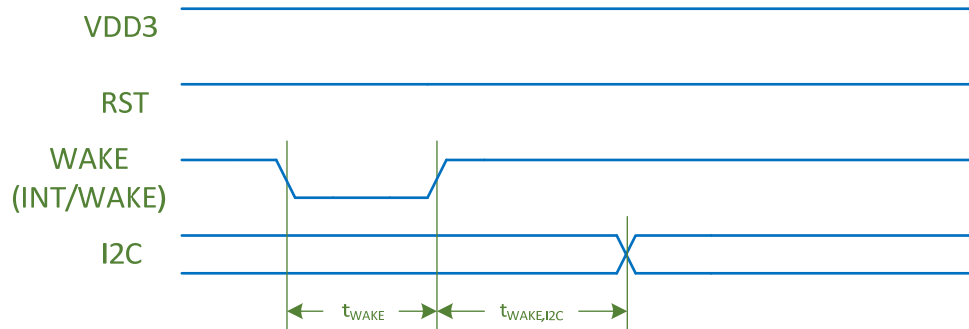 VDD3
RST
WAKE
(INT/WAKE)
I2C
tWAKE
tWAKE,I2C